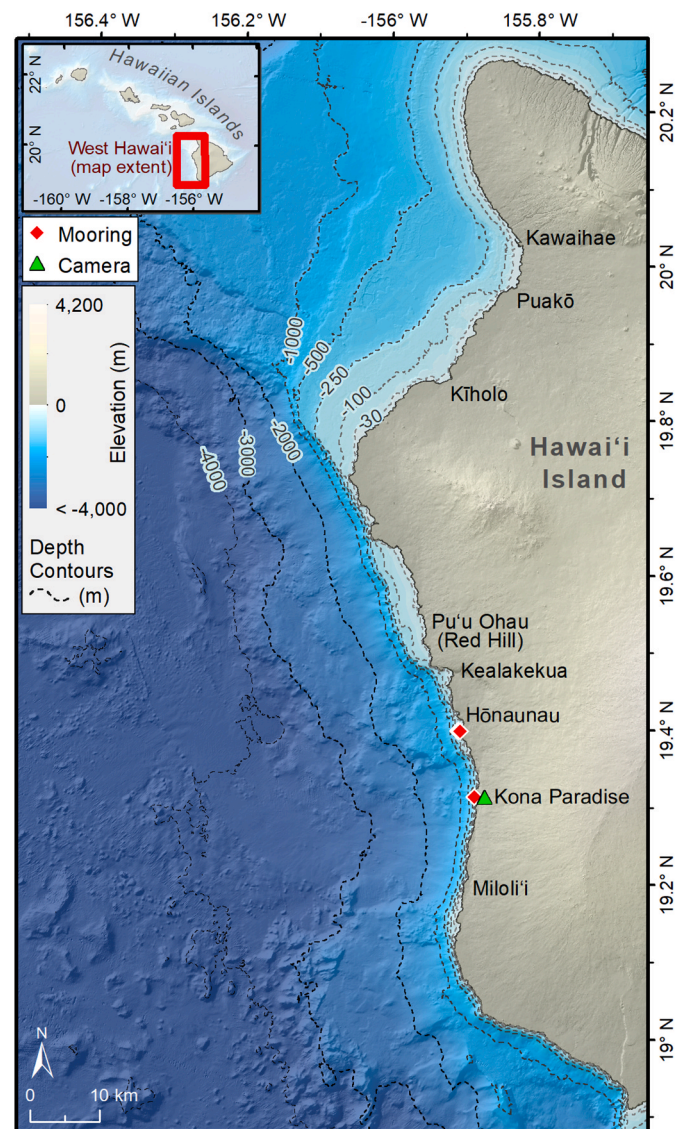 156.4° W
156.2° W
-156° W
155.8° W
22° N
20° N
Hawaiian Islands
West Hawaiʻi
(map extent)
-160° W
-158° W
-156° W
Mooring
Camera
4,200
0
< -4,000
Elevation (m)
Depth
Contours
(m)
-1000
-500
-250
-100
-30
-2000
-3000
-4000
Kawaihae
Puakō
Kīholo
Hawaiʻi
Island
Puʻu Ohau
(Red Hill)
Kealakekua
Hōnaunau
Kona Paradise
Miloliʻi
20.2° N
20° N
19.8° N
19.6° N
19.4° N
19.2° N
19° N
N
0
10 km